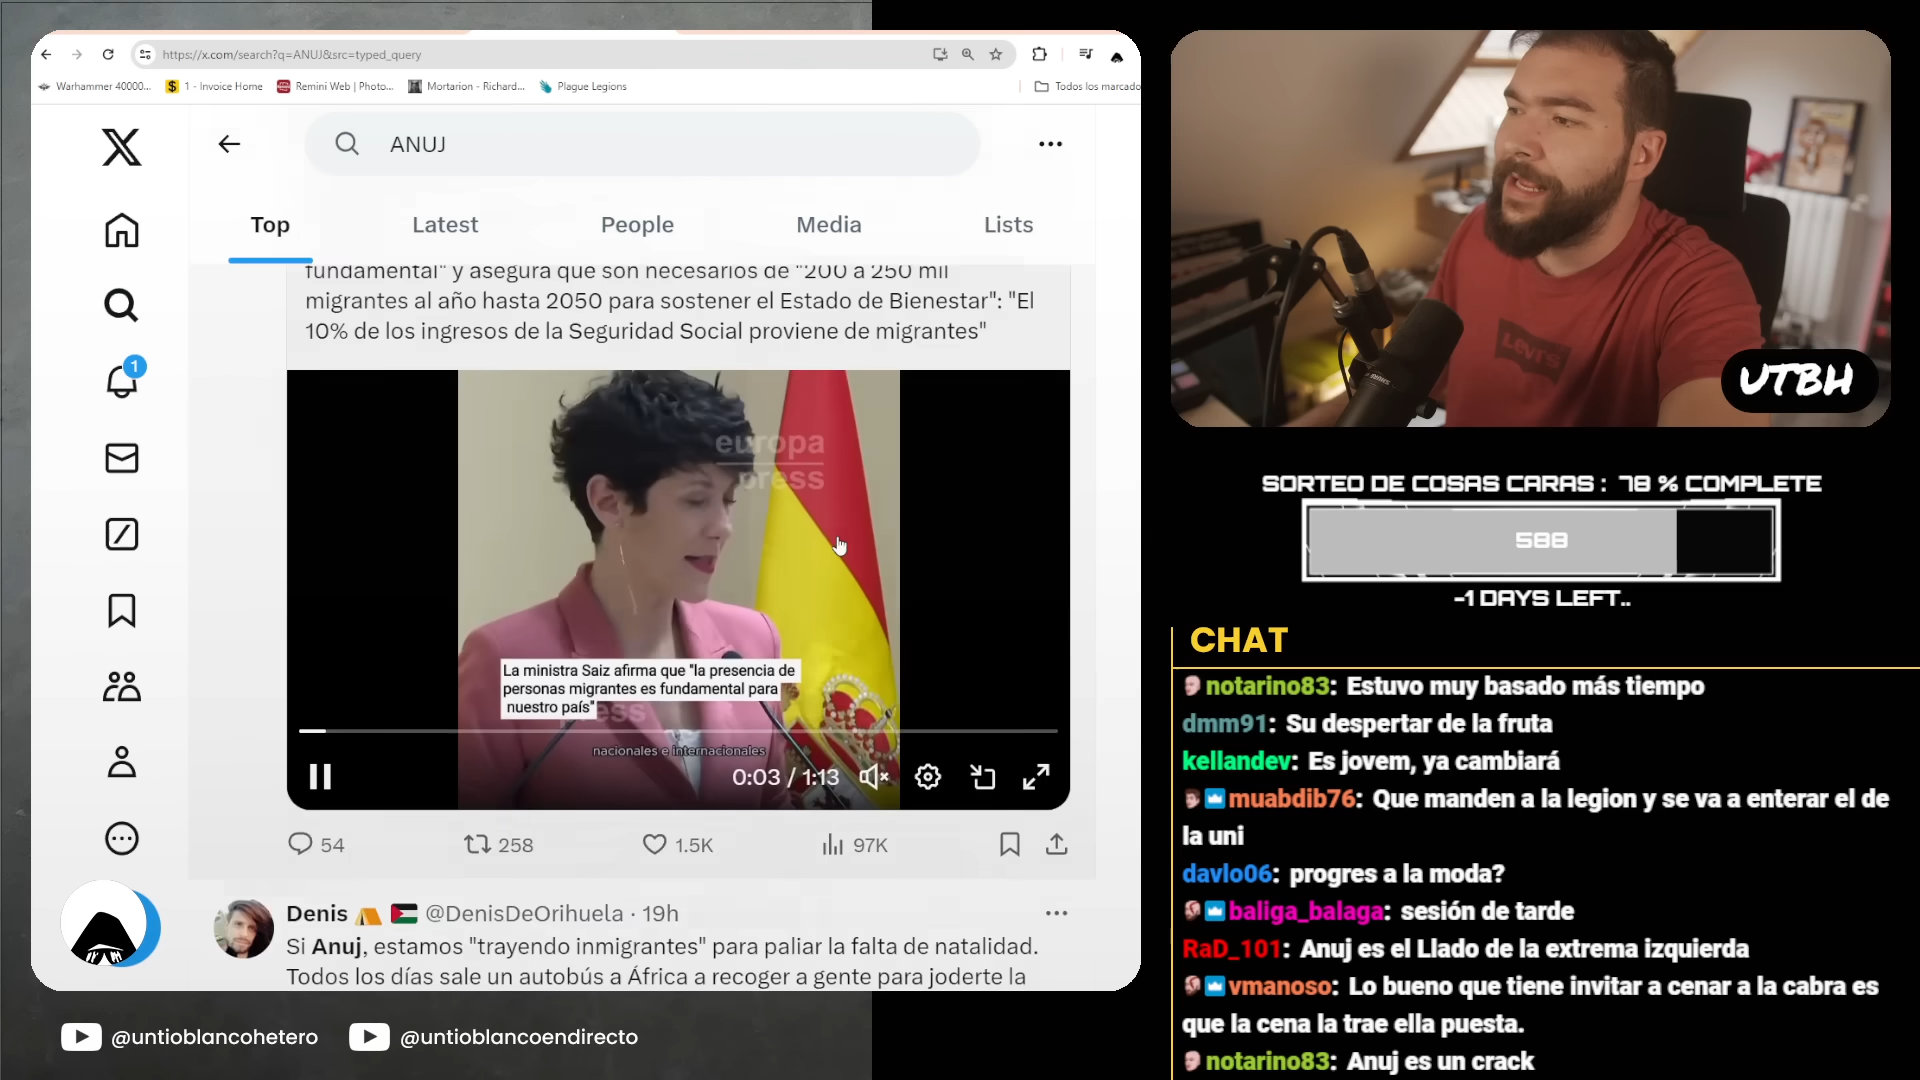 https://x.com/search?q=ANUJ&src=typed_query
Warhammer 40000...
1 - Invoice Home
Remini Web | Photo...
Mortarion - Richard...
Plague Legions
Todos los marcado
ANUJ
Top
Latest
People
Media
Lists
fundamental" y asegura que son necesarios de "200 a 250 mil
migrantes al año hasta 2050 para sostener el Estado de Bienestar": "El
10% de los ingresos de la Seguridad Social proviene de migrantes"
1
europa
press
La ministra Saiz afirma que "la presencia de
personas migrantes es fundamental para
nuestro país"
nacionales e internacionales
0:03 / 1:13
54
258
1.5K
97K
Denis @DenisDeOrihuela · 19h
Si Anuj, estamos "trayendo inmigrantes" para paliar la falta de natalidad.
Todos los días sale un autobús a África a recoger a gente para joderte la
@untioblancohetero
@untioblancoendirecto
Levi's
UTBH
SORTEO DE COSAS CARAS : 78 % COMPLETE
588
-1 DAYS LEFT..
CHAT
notarino83: Estuvo muy basado más tiempo
dmm91: Su despertar de la fruta
kellandev: Es jovem, ya cambiará
muabdib76: Que manden a la legion y se va a enterar el de
la uni
davlo06: progres a la moda?
baliga_balaga: sesión de tarde
RaD_101: Anuj es el Llado de la extrema izquierda
vmanoso: Lo bueno que tiene invitar a cenar a la cabra es
que la cena la trae ella puesta.
notarino83: Anuj es un crack